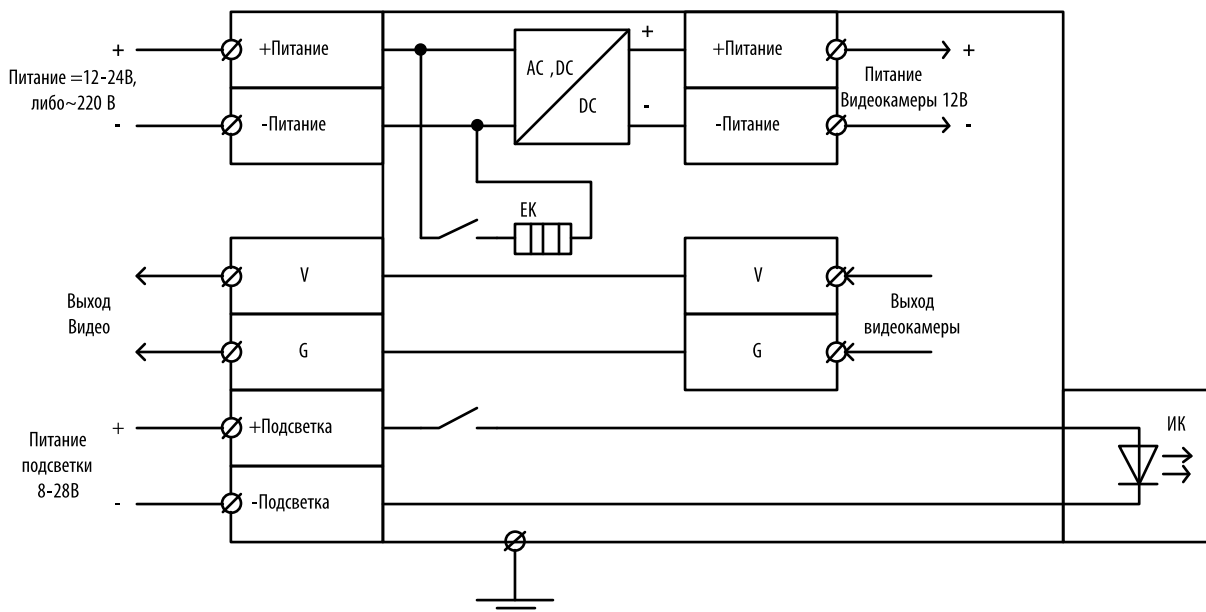 +
Питание =12-24В,
либо~220 В
-
+Питание
-Питание
AC ,DC
DC
+
-
+Питание
-Питание
+
Питание
Видеокамеры 12В
-
EK
Выход
Видео
V
G
V
G
Выход
видеокамеры
+
Питание
подсветки
8-28В
-
+Подсветка
-Подсветка
ИК